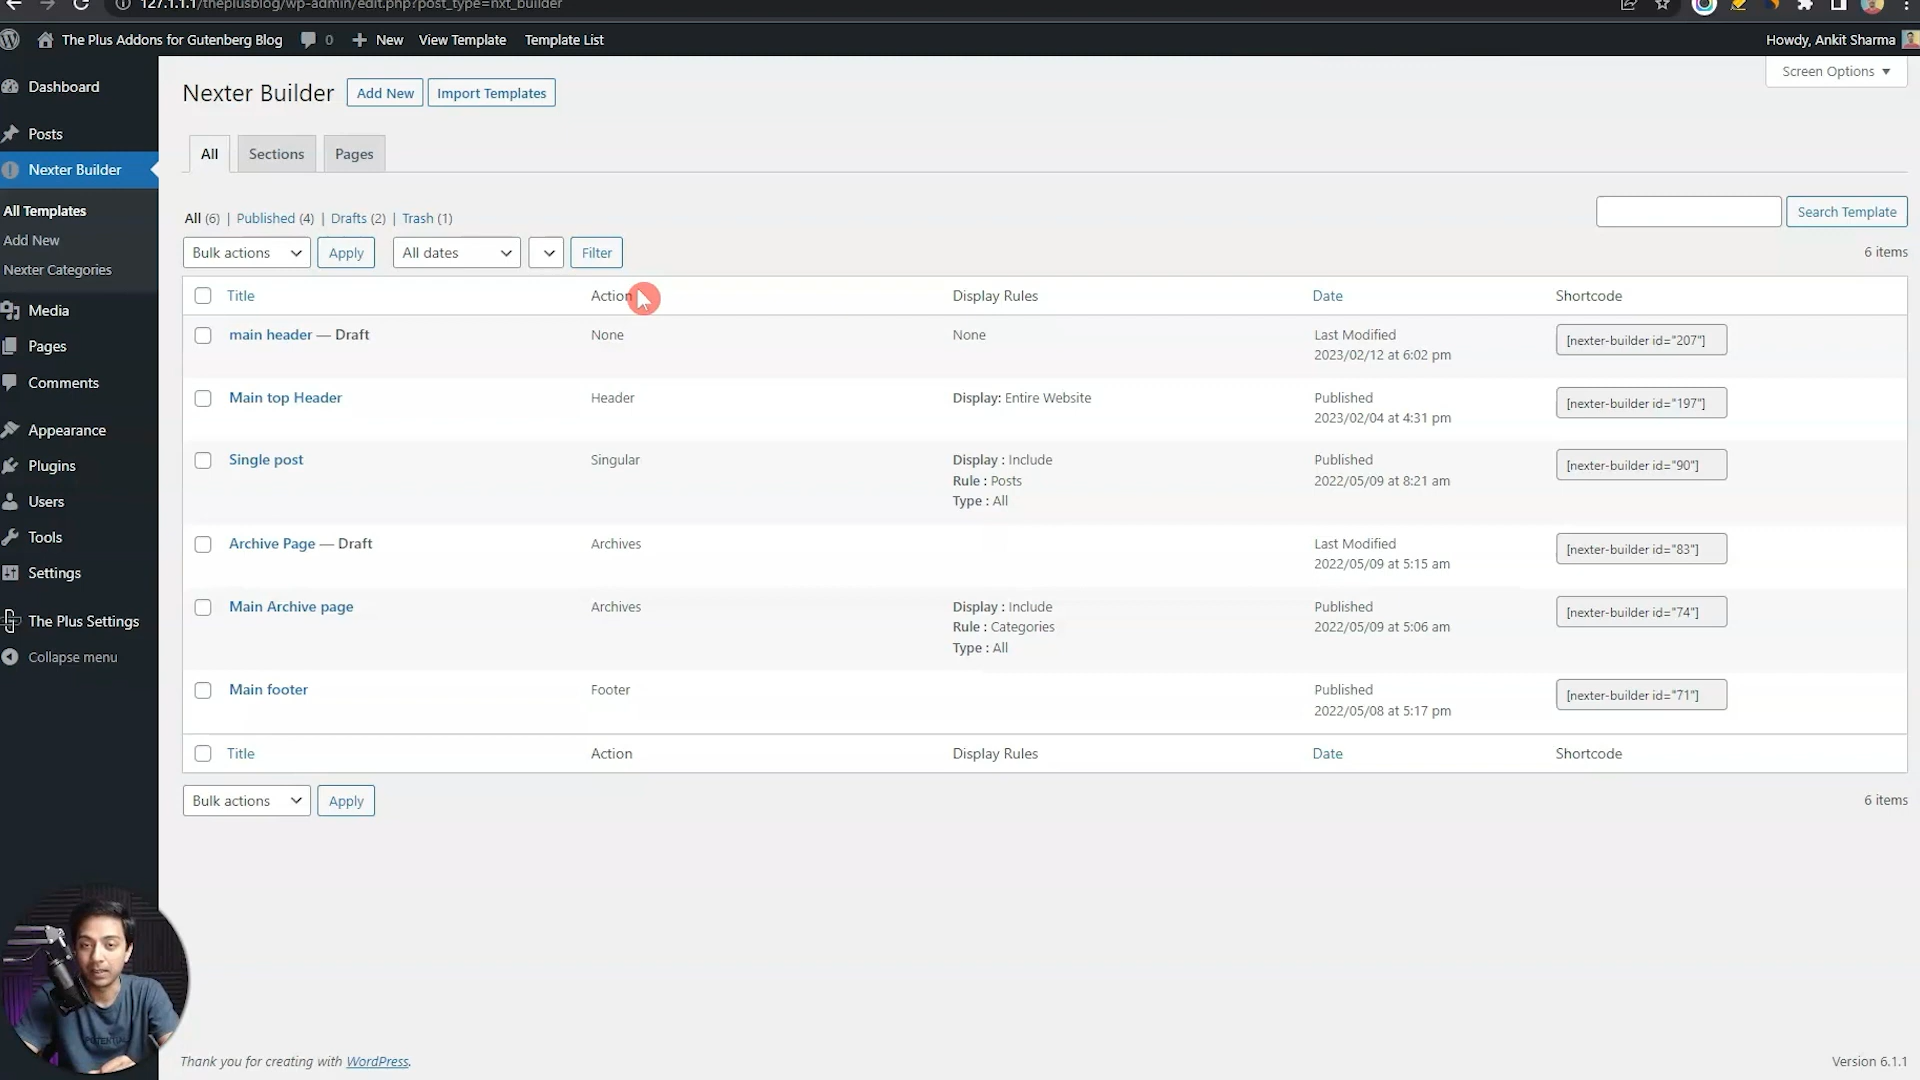 127.1.1.1/theplusblog/wp-admin/edit.php?post_type=nxt_builder
The Plus Addons for Gutenberg Blog 0 New View Template Template List Howdy, Ankit Sharma
Screen Options
Dashboard
Posts
Nexter Builder
All Templates
Add New
Nexter Categories
Media
Pages
Comments
Appearance
Plugins
Users
Tools
Settings
The Plus Settings
Collapse menu
Nexter Builder Add New Import Templates
All Sections Pages
All (6) | Published (4) | Drafts (2) | Trash (1)
Search Template
Bulk actions Apply All dates Filter 6 items
Title Action Display Rules Date Shortcode
main header — Draft None None Last Modified [nexter-builder id="207"]
2023/02/12 at 6:02 pm
Main top Header Header Display: Entire Website Published [nexter-builder id="197"]
2023/02/04 at 4:31 pm
Single post Singular Display : Include Published [nexter-builder id="90"]
Rule : Posts 2022/05/09 at 8:21 am
Type : All
Archive Page — Draft Archives Last Modified [nexter-builder id="83"]
2022/05/09 at 5:15 am
Main Archive page Archives Display : Include Published [nexter-builder id="74"]
Rule : Categories 2022/05/09 at 5:06 am
Type : All
Main footer Footer Published [nexter-builder id="71"]
2022/05/08 at 5:17 pm
Title Action Display Rules Date Shortcode
Bulk actions Apply 6 items
Thank you for creating with WordPress. Version 6.1.1